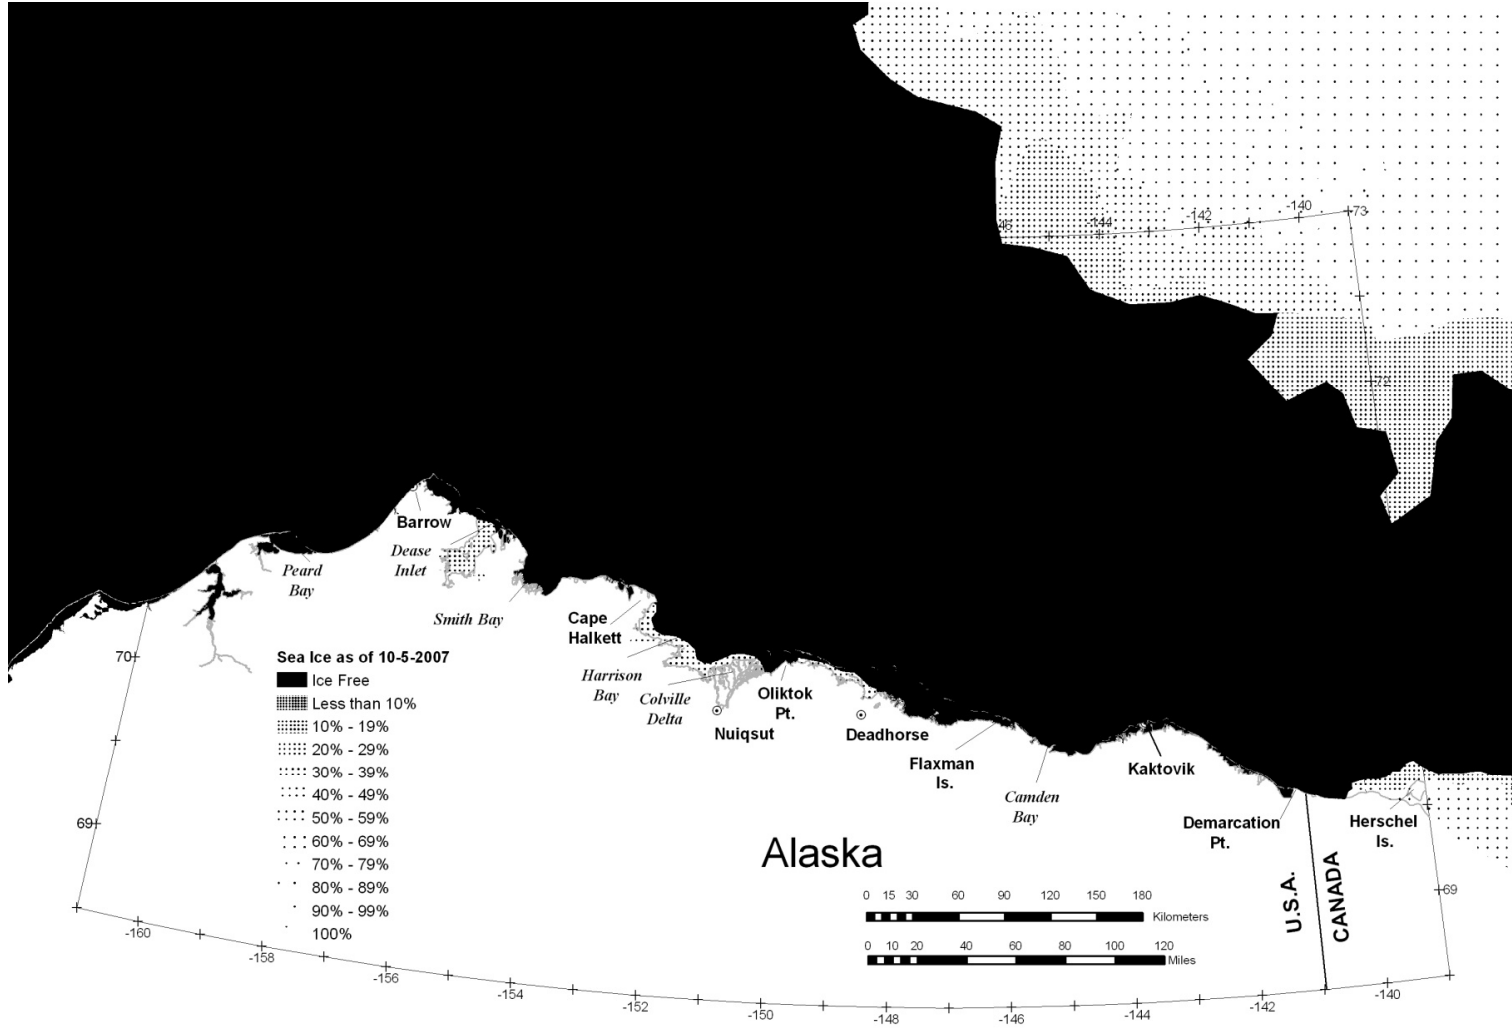 -140
-142
-144
73
72
Barrow
Dease
Inlet
Peard
Bay
Smith Bay
Cape
Halkett
Harrison
Bay
Colville
Delta
Oliktok
Pt.
Nuiqsut
Deadhorse
Flaxman
Is.
Camden
Bay
Kaktovik
Demarcation
Pt.
Herschel
Is.
70
69
69
Sea Ice as of 10-5-2007
Ice Free
Less than 10%
10% - 19%
20% - 29%
30% - 39%
40% - 49%
50% - 59%
60% - 69%
70% - 79%
80% - 89%
90% - 99%
100%
Alaska
U.S.A.
CANADA
0 15 30 60 90 120 150 180
Kilometers
0 10 20 40 60 80 100 120
Miles
-160
-158
-156
-154
-152
-150
-148
-146
-144
-142
-140